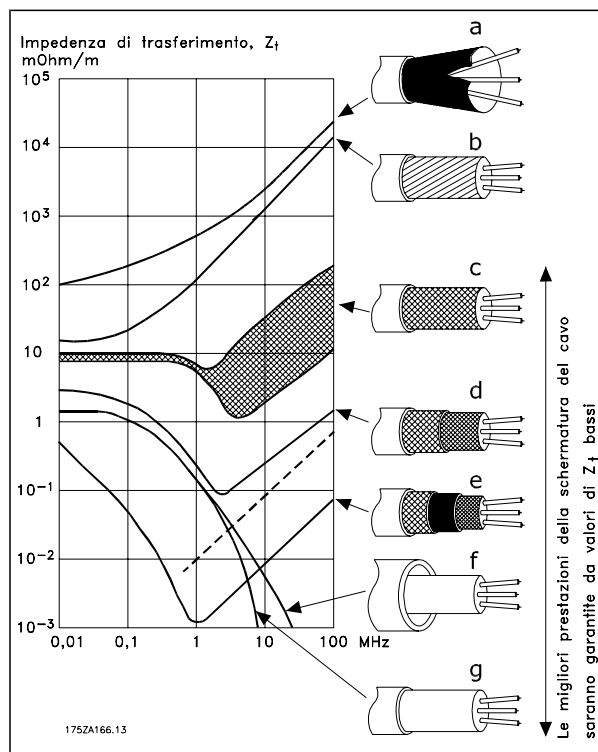 Impedenza di trasferimento, Zt
mOhm/m
10⁵
10⁴
10³
10²
10
1
10⁻¹
10⁻²
10⁻³
0,01
0,1
1
10
100 MHz
a
b
c
d
e
f
g
Le migliori prestazioni della schermatura del cavo
saranno garantite da valori di Zt bassi
175ZA166.13